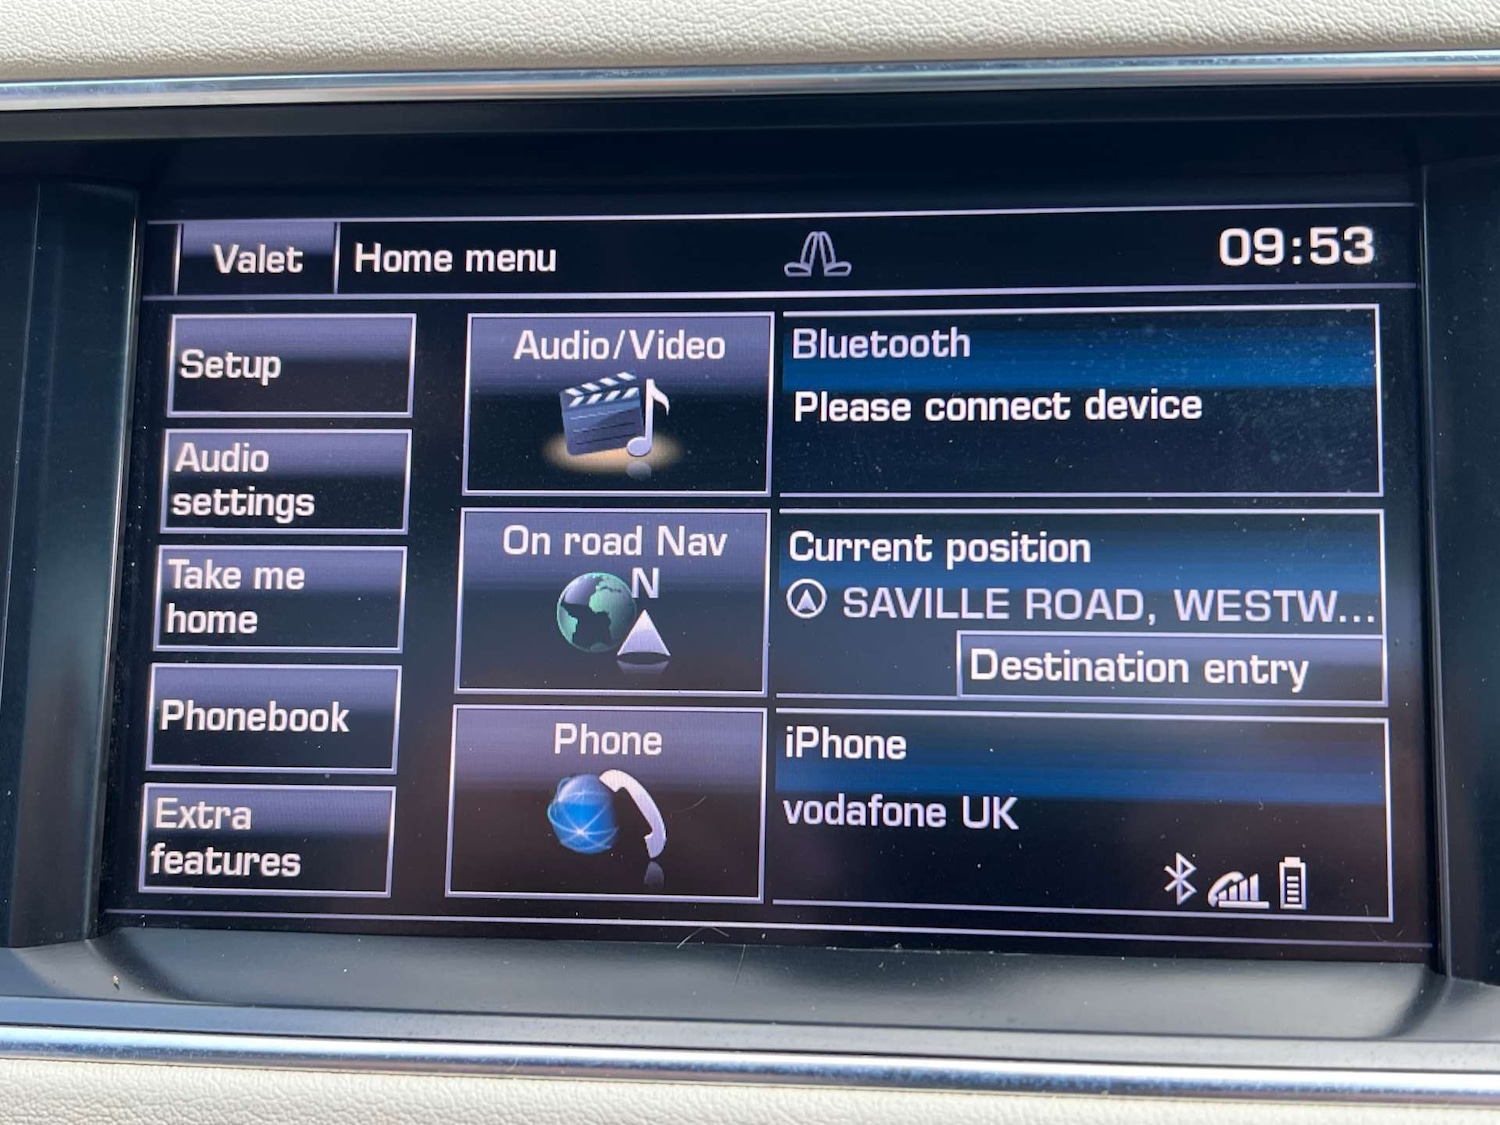 Valet
Home menu
09:53
Setup
Audio
settings
Take me
home
Phonebook
Extra
features
Audio/Video
Bluetooth
Please connect device
On road Nav
N
Current position
SAVILLE ROAD, WESTW...
Destination entry
Phone
iPhone
vodafone UK